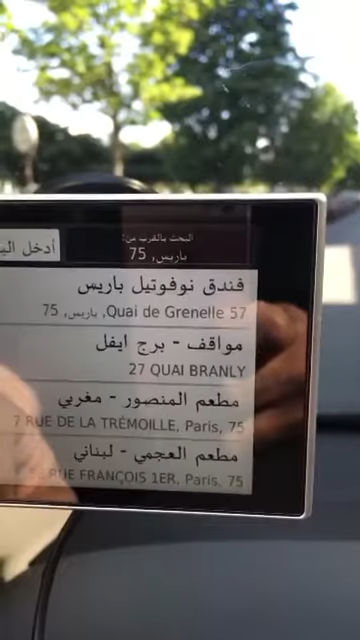 أدخل
البحث بالقرب من:
باريس, 75
فندق نوفوتيل باريس
57 Quai de Grenelle, باريس, 75
مواقف - برج ايفل
27 QUAI BRANLY
مطعم المنصور - مغربي
7 RUE DE LA TRÉMOILLE, Paris, 75
مطعم العجمي - لبناني
RUE FRANÇOIS 1ER, Paris, 75